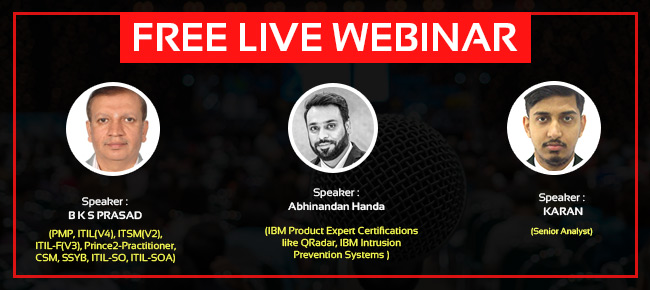 FREE LIVE WEBINAR
Speaker :
B K S PRASAD
(PMP, ITIL(V4), ITSM(V2),
ITIL-F(V3), Prince2-Practitioner,
CSM, SSYB, ITIL-SO, ITIL-SOA)
Speaker :
Abhinandan Handa
(IBM Product Expert Certifications
like QRadar, IBM Intrusion
Prevention Systems )
Speaker :
KARAN
(Senior Analyst)